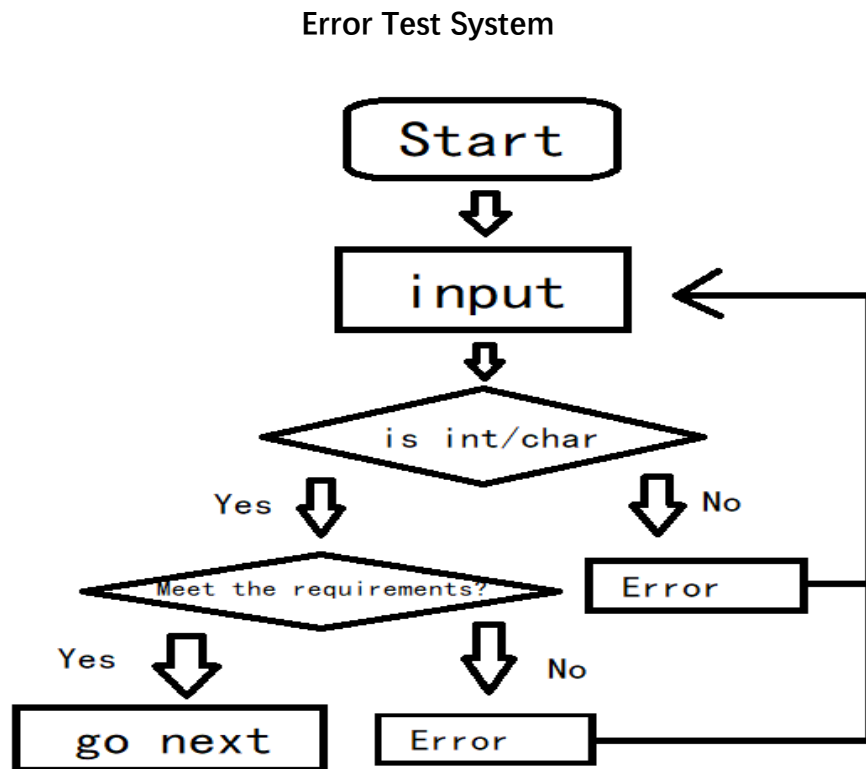 Error Test System
Start
input
is int/char
Yes
No
Meet the requirements?
Error
Yes
No
go next
Error